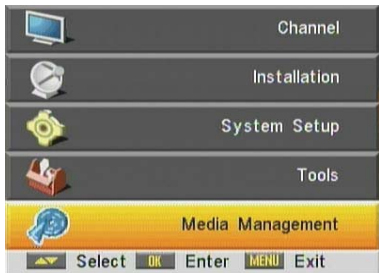 Channel
Installation
System Setup
Tools
Media Management
Select OK Enter MENU Exit